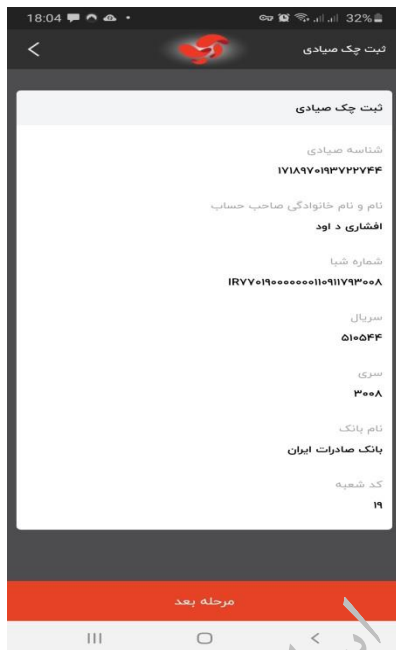 18:04 32%
ثبت چک صیادی
ثبت چک صیادی
شناسه صیادی
۱۷۱۸۹۷۰۱۹۳۷۲۲۷۴۴
نام و نام خانوادگی صاحب حساب
افشاری د اود
شماره شبا
IR۷۷۰۱۹۰۰۰۰۰۰۰۱۱۰۹۱۱۷۹۳۰۰۸
سریال
۵۱۰۵۴۴
سری
۳۰۰۸
نام بانک
بانک صادرات ایران
کد شعبه
۱۹
مرحله بعد